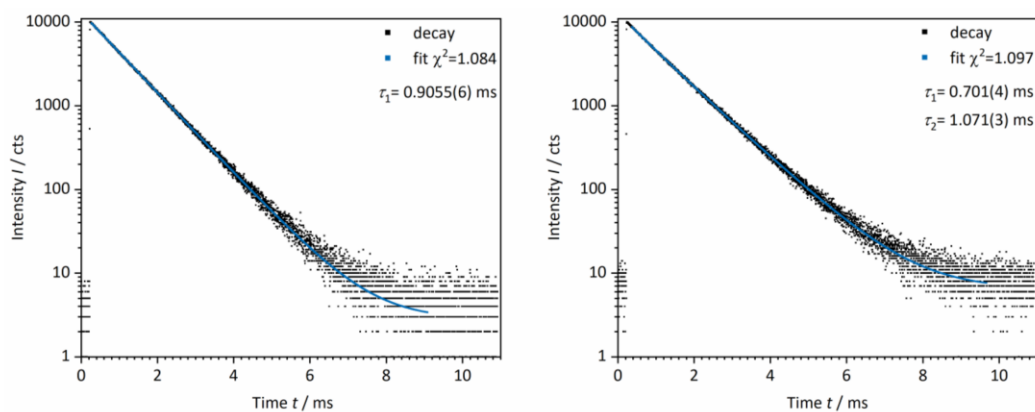 10000
1000
100
10
1
Intensity I / cts
0 2 4 6 8 10
Time t / ms
decay
fit χ²=1.084
τ₁= 0.9055(6) ms
10000
1000
100
10
1
Intensity I / cts
0 2 4 6 8 10
Time t / ms
decay
fit χ²=1.097
τ₁= 0.701(4) ms
τ₂= 1.071(3) ms